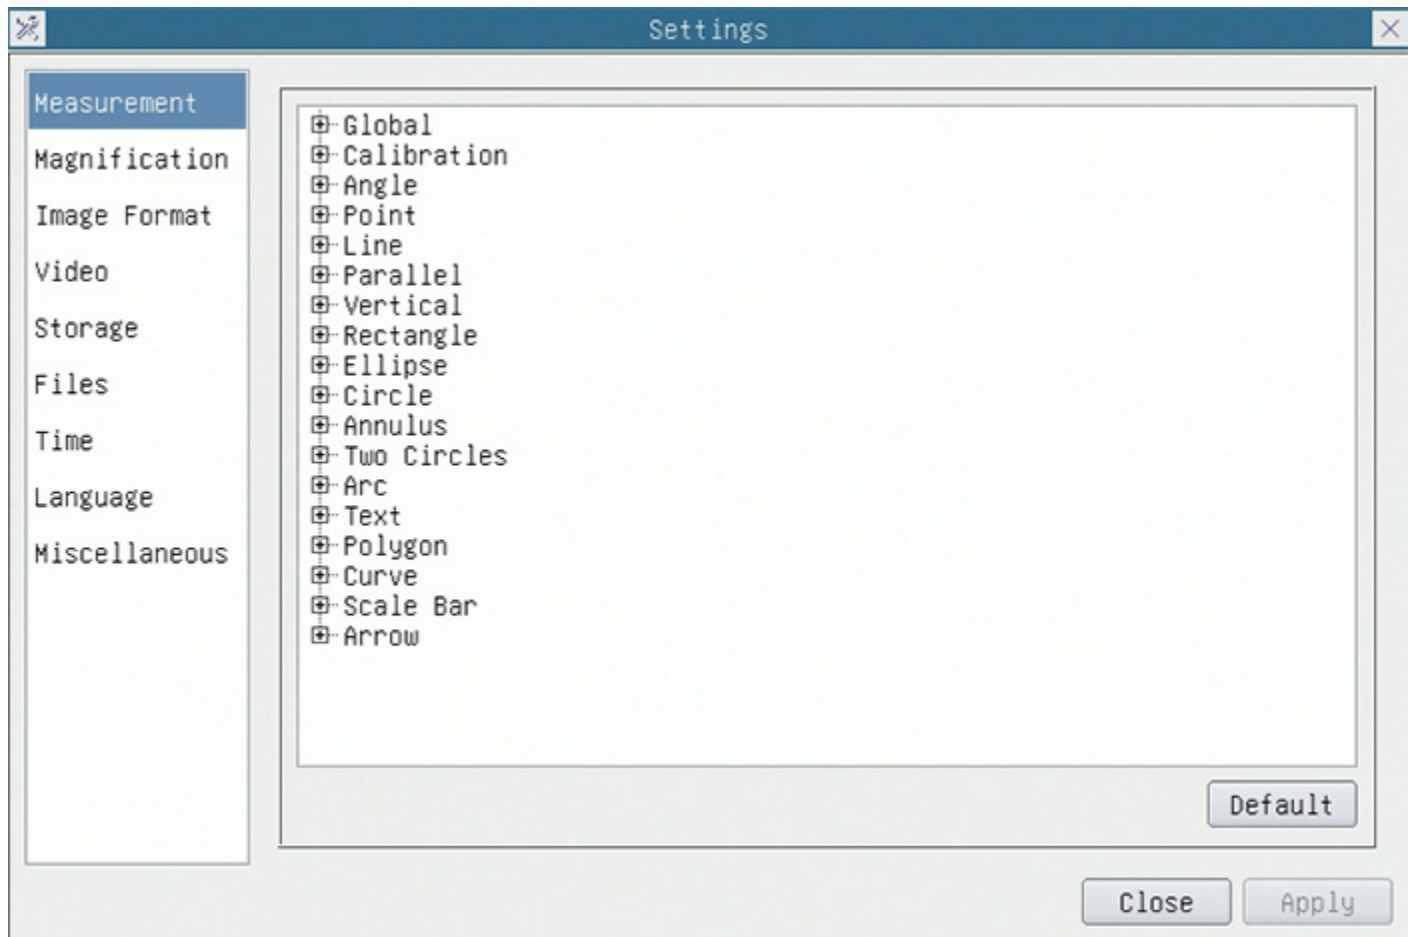 Settings
Measurement
Magnification
Image Format
Video
Storage
Files
Time
Language
Miscellaneous
Global
Calibration
Angle
Point
Line
Parallel
Vertical
Rectangle
Ellipse
Circle
Annulus
Two Circles
Arc
Text
Polygon
Curve
Scale Bar
Arrow
Default
Close
Apply